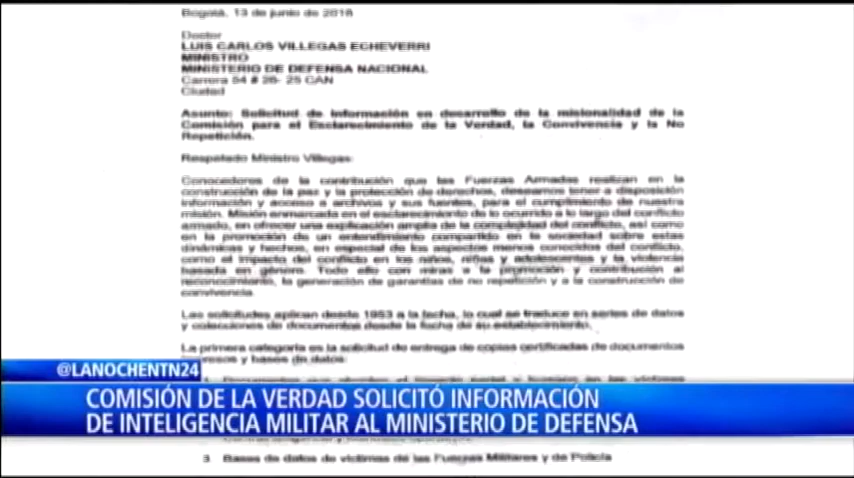 Bogotá, 13 de junio de 2018
Doctor
LUIS CARLOS VILLEGAS ECHEVERRI
MINISTRO
MINISTERIO DE DEFENSA NACIONAL
Carrera 54 # 26- 25 CAN
Ciudad
Asunto: Solicitud de información en desarrollo de la misionalidad de la
Comisión para el Esclarecimiento de la Verdad, la Convivencia y la No
Repetición.
Respetado Ministro Villegas:
Conocedores de la contribución que las Fuerzas Armadas realizan en la
construcción de la paz y la protección de derechos, deseamos tener a disposición
información y acceso a archivos y sus fuentes, para el cumplimiento de nuestra
misión. Misión enmarcada en el esclarecimiento de lo ocurrido a lo largo del conflicto
armado, en ofrecer una explicación amplia de la complejidad del conflicto, así como
en la promoción de un entendimiento compartido en la sociedad sobre estas
dinámicas y hechos, en especial de los aspectos menos conocidos del conflicto,
como el impacto del conflicto en los niños, niñas y adolescentes y la violencia
basada en género. Todo ello con miras a la promoción y contribución al
reconocimiento, la generación de garantías de no repetición y a la construcción de
convivencia.
Las solicitudes aplican desde 1953 a la fecha, lo cual se traduce en series de datos
y colecciones de documentos desde la fecha de su establecimiento.
La primera categoría es la solicitud de entrega de copias certificadas de documentos
impresos y bases de datos:
@LANOCHENTN24
COMISIÓN DE LA VERDAD SOLICITÓ INFORMACIÓN
DE INTELIGENCIA MILITAR AL MINISTERIO DE DEFENSA
3. Bases de datos de víctimas de las Fuerzas Militares y de Policía